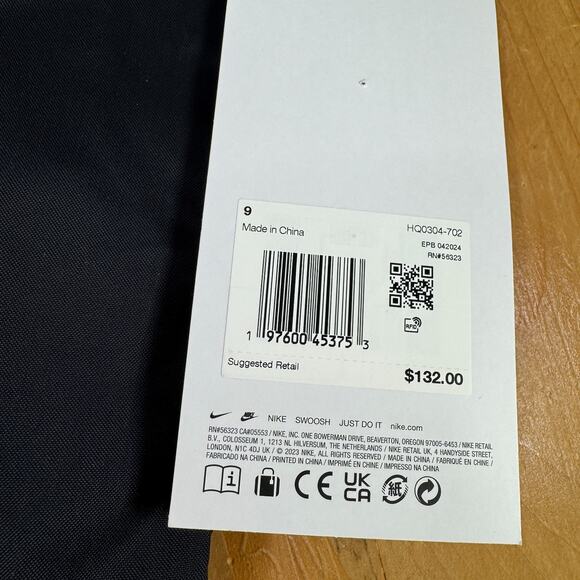 9
Made in China
HQ0304-702
EPB 042024
RN#56323
RFID
1 97600 45375 3
Suggested Retail
$132.00
NIKE SWOOSH JUST DO IT nike.com
RN#56323 CA#05553 / NIKE, INC. ONE BOWERMAN DRIVE, BEAVERTON, OREGON 97005-6453 / NIKE RETAIL
B.V., COLOSSEUM 1, 1213 NL HILVERSUM, THE NETHERLANDS / NIKE RETAIL UK, 4 HANDYSIDE STREET,
LONDON, N1C 4DJ UK / © 2023 NIKE, INC. ALL RIGHTS RESERVED / MADE IN CHINA / FABRIQUÉ EN CHINE /
FABRICADO NA CHINA / PRINTED IN CHINA / IMPRIMÉ EN CHINE / IMPRESSO NA CHINA
i CE UK CA 紙